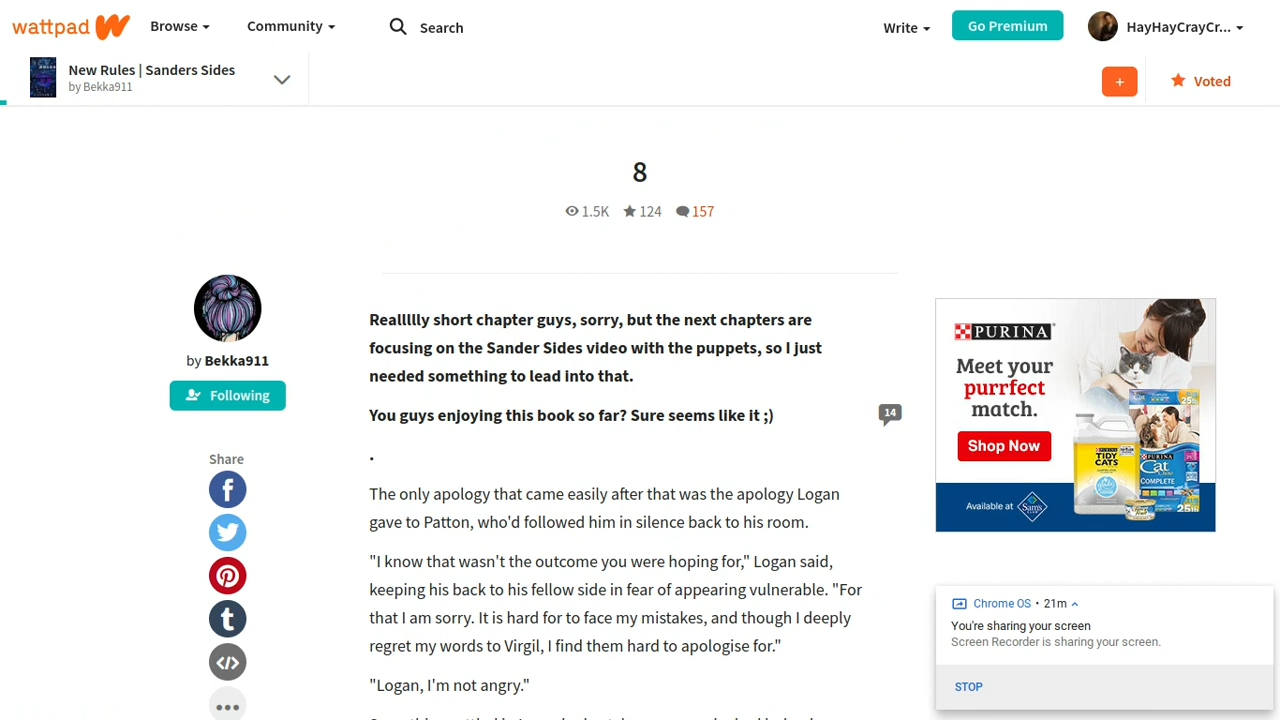 wattpad
Browse
Community
Search
Write
Go Premium
HayHayCrayCr...
New Rules | Sanders Sides
by Bekka911
+
Voted
8
1.5K
124
157
by Bekka911
Following
Share
Reallllly short chapter guys, sorry, but the next chapters are
focusing on the Sander Sides video with the puppets, so I just
needed something to lead into that.
You guys enjoying this book so far? Sure seems like it ;)
14
.
The only apology that came easily after that was the apology Logan
gave to Patton, who'd followed him in silence back to his room.
"I know that wasn't the outcome you were hoping for," Logan said,
keeping his back to his fellow side in fear of appearing vulnerable. "For
that I am sorry. It is hard for to face my mistakes, and though I deeply
regret my words to Virgil, I find them hard to apologise for."
"Logan, I'm not angry."
PURINA
Meet your
purrfect
match.
Shop Now
Available at
Sam's
TIDY
CATS
COMPLETE
25lb
Chrome OS • 21m
You're sharing your screen
Screen Recorder is sharing your screen.
STOP